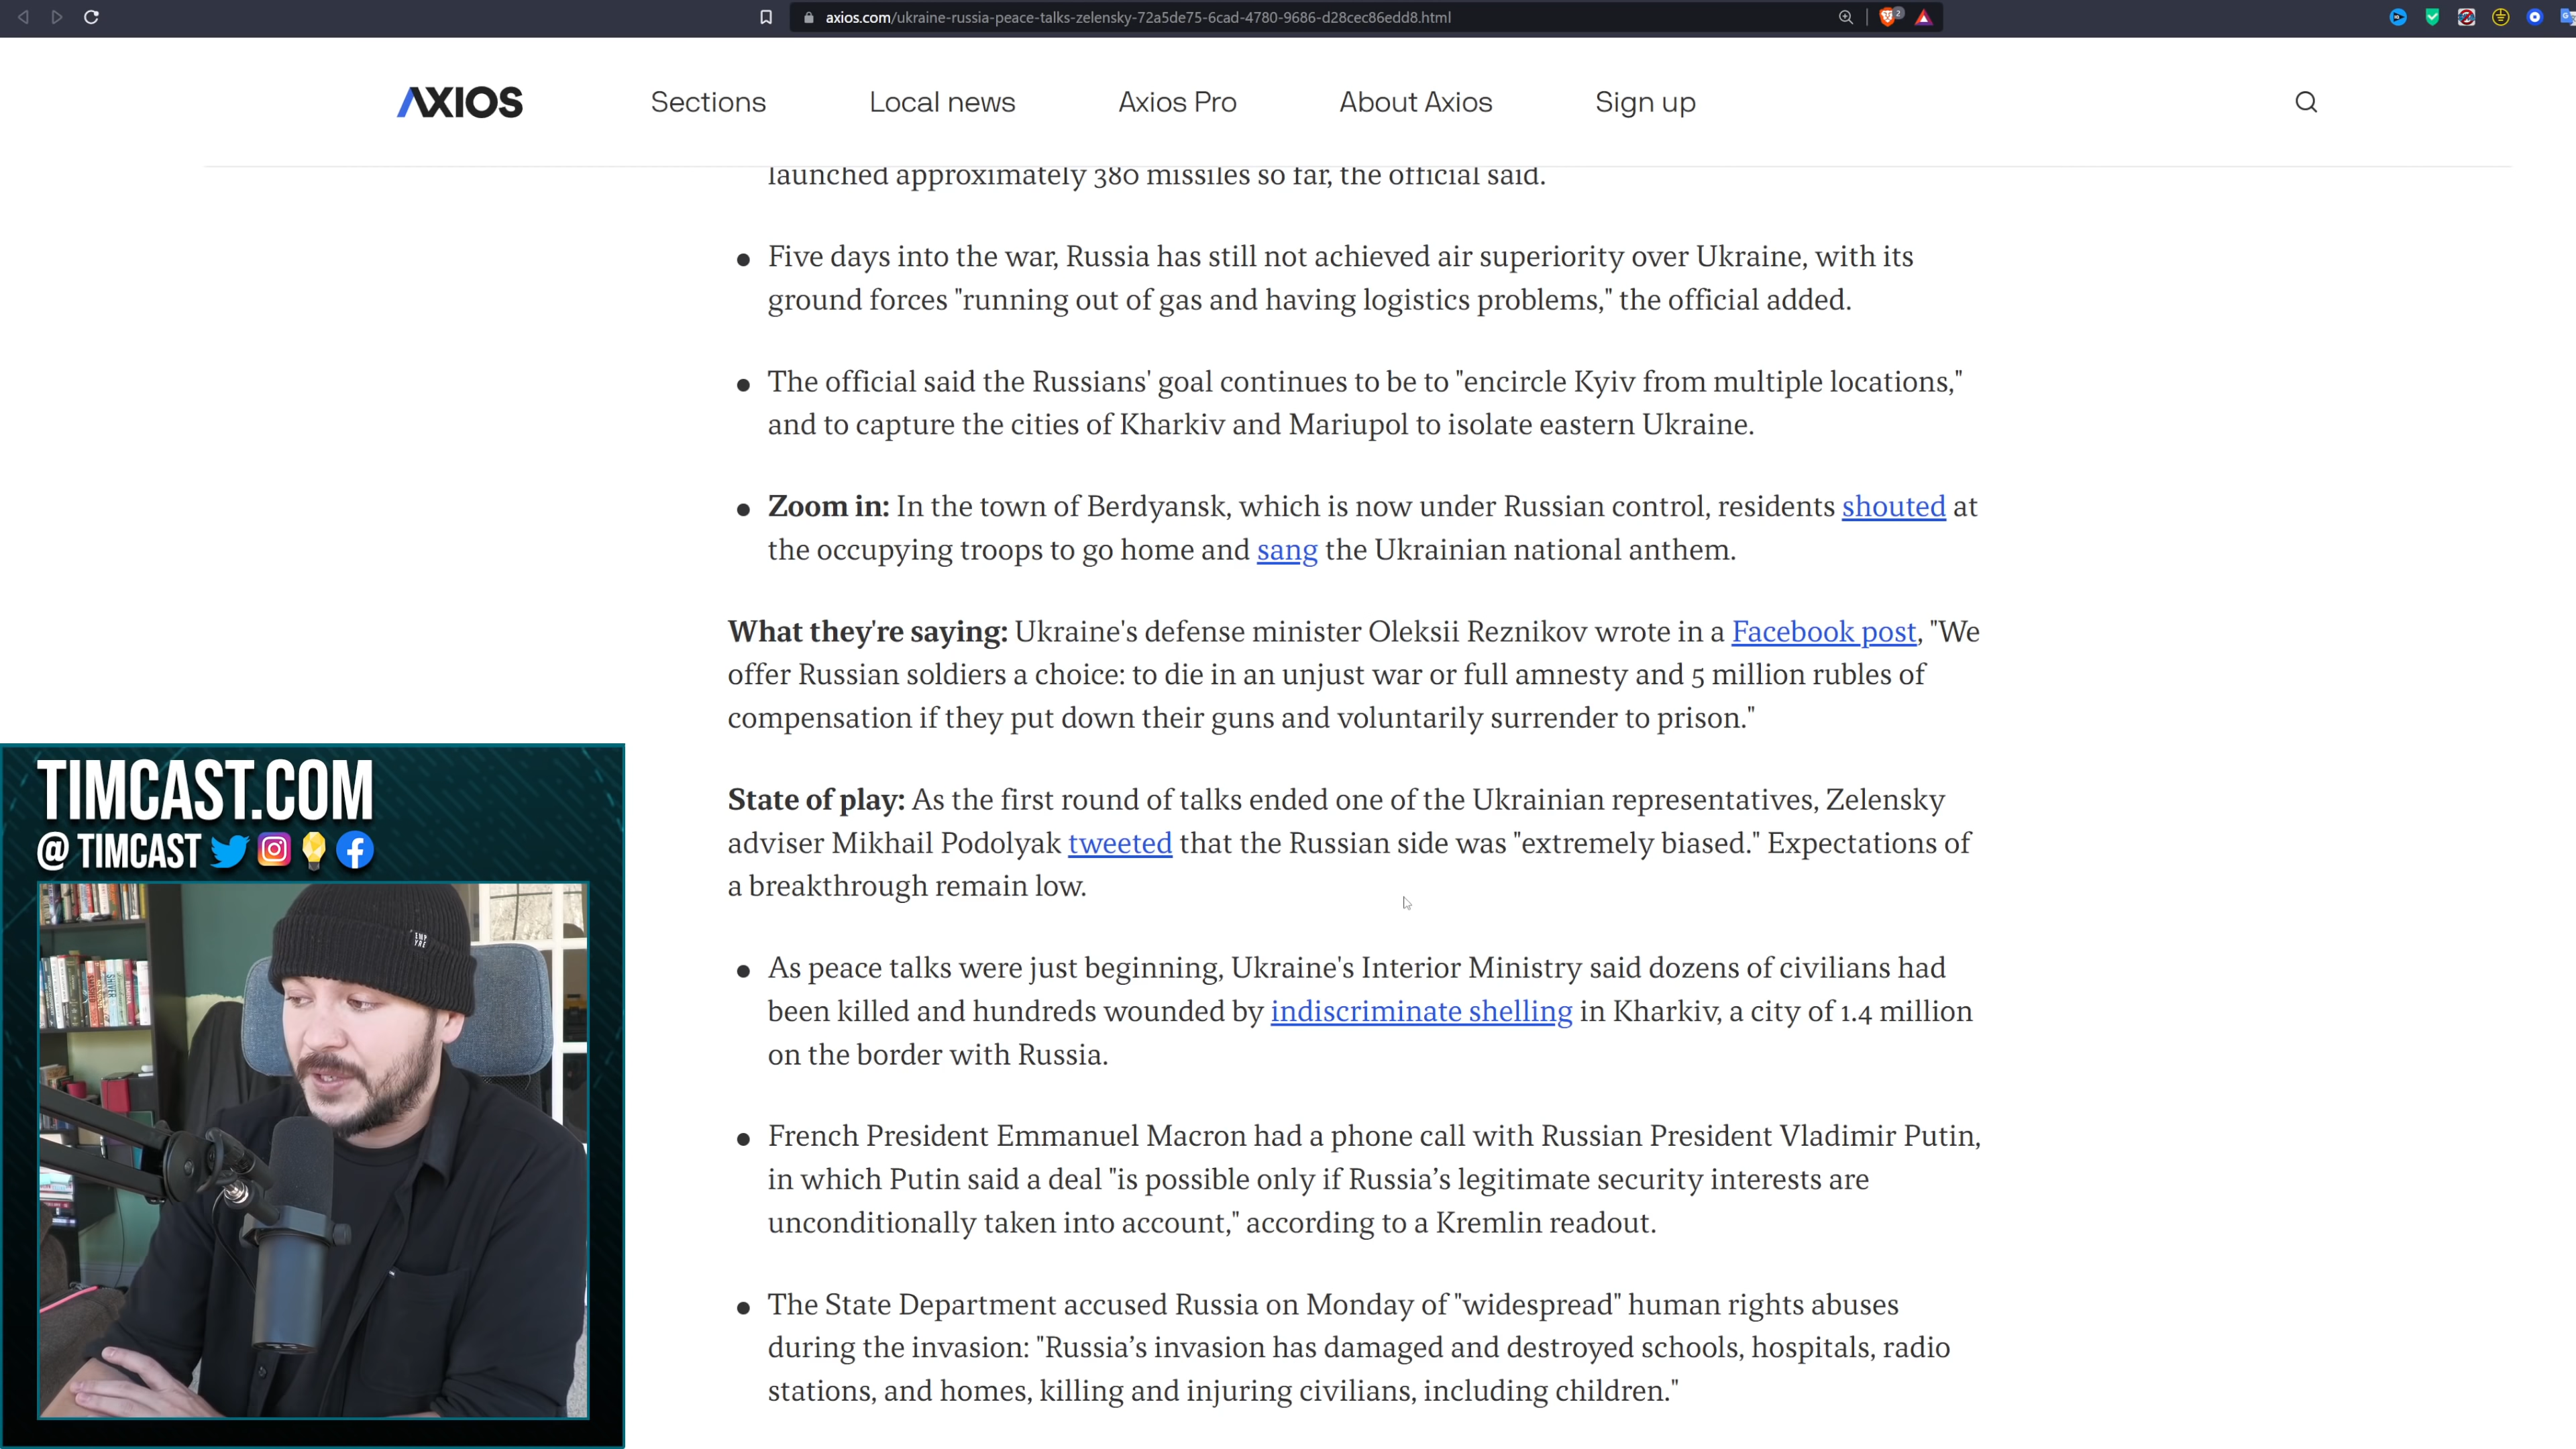 axios.com/ukraine-russia-peace-talks-zelensky-72a5de75-6cad-4780-9686-d28cec86edd8.html
2
AXIOS
Sections
Local news
Axios Pro
About Axios
Sign up
launched approximately 380 missiles so far, the official said.
Five days into the war, Russia has still not achieved air superiority over Ukraine, with its
ground forces "running out of gas and having logistics problems," the official added.
The official said the Russians' goal continues to be to "encircle Kyiv from multiple locations,"
and to capture the cities of Kharkiv and Mariupol to isolate eastern Ukraine.
Zoom in: In the town of Berdyansk, which is now under Russian control, residents shouted at
the occupying troops to go home and sang the Ukrainian national anthem.
What they're saying: Ukraine's defense minister Oleksii Reznikov wrote in a Facebook post, "We
offer Russian soldiers a choice: to die in an unjust war or full amnesty and 5 million rubles of
compensation if they put down their guns and voluntarily surrender to prison."
State of play: As the first round of talks ended one of the Ukrainian representatives, Zelensky
adviser Mikhail Podolyak tweeted that the Russian side was "extremely biased." Expectations of
a breakthrough remain low.
As peace talks were just beginning, Ukraine's Interior Ministry said dozens of civilians had
been killed and hundreds wounded by indiscriminate shelling in Kharkiv, a city of 1.4 million
on the border with Russia.
French President Emmanuel Macron had a phone call with Russian President Vladimir Putin,
in which Putin said a deal "is possible only if Russia’s legitimate security interests are
unconditionally taken into account," according to a Kremlin readout.
The State Department accused Russia on Monday of "widespread" human rights abuses
during the invasion: "Russia’s invasion has damaged and destroyed schools, hospitals, radio
stations, and homes, killing and injuring civilians, including children."
TIMCAST.COM
@ TIMCAST